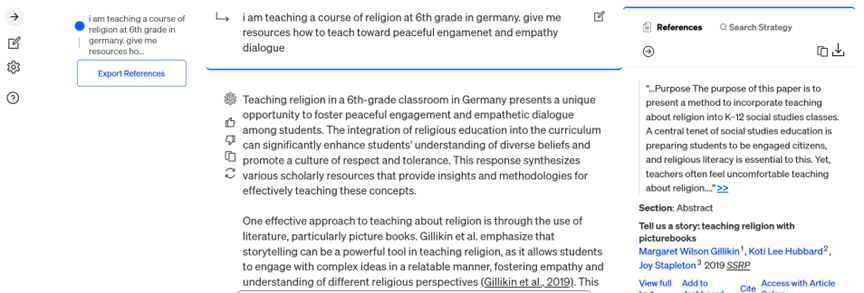 i am teaching a course of
religion at 6th grade in
germany. give me
resources ho...
Export References
i am teaching a course of religion at 6th grade in germany. give me
resources how to teach toward peaceful engamenet and empathy
dialogue
Teaching religion in a 6th-grade classroom in Germany presents a unique
opportunity to foster peaceful engagement and empathetic dialogue
among students. The integration of religious education into the curriculum
can significantly enhance students' understanding of diverse beliefs and
promote a culture of respect and tolerance. This response synthesizes
various scholarly resources that provide insights and methodologies for
effectively teaching these concepts.
One effective approach to teaching about religion is through the use of
literature, particularly picture books. Gillikin et al. emphasize that
storytelling can be a powerful tool in teaching religion, as it allows students
to engage with complex ideas in a relatable manner, fostering empathy and
understanding of different religious perspectives (Gillikin et al., 2019). This
References
Search Strategy
"...Purpose The purpose of this paper is to
present a method to incorporate teaching
about religion into K–12 social studies classes.
A central tenet of social studies education is
preparing students to be engaged citizens,
and religious literacy is essential to this. Yet,
teachers often feel uncomfortable teaching
about religion...." >>
Section: Abstract
Tell us a story: teaching religion with
picturebooks
Margaret Wilson Gillikin1, Koti Lee Hubbard2,
Joy Stapleton3 2019 SSRP
View full Add to Cite Access with Article